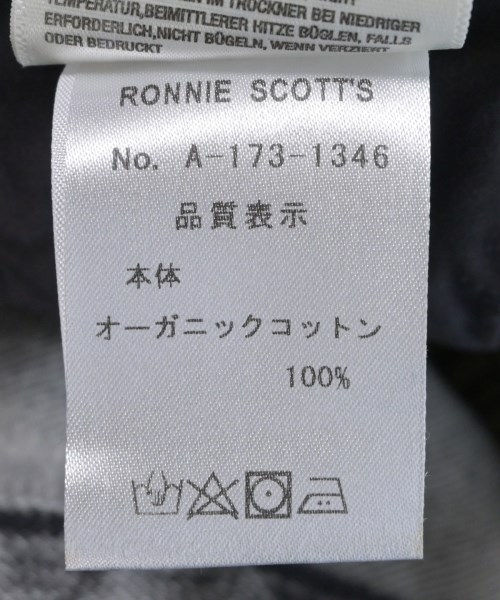 TEMPERATUR,BEIMITTLERER HITZE BÜGLEN, FALLS
ERFORDERLICH,NICHT BÜGELN, WENN VERZIERT
ODER BEDRUCKT
RONNIE SCOTT'S
No. A-173-1346
品質表示
本体
オーガニックコットン
100%